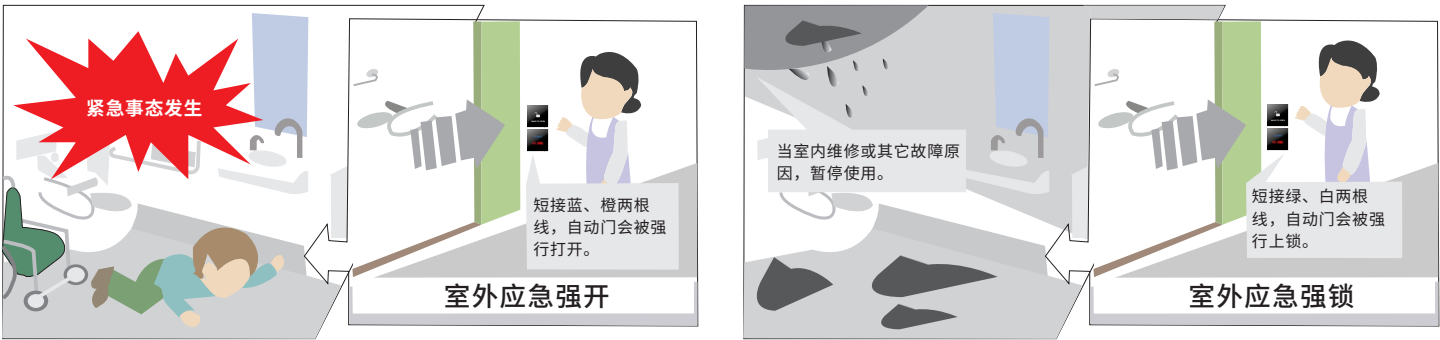 紧急事态发生
短接蓝、橙两根
线，自动门会被强
行打开。
室外应急强开
当室内维修或其它故障原
因，暂停使用。
短接绿、白两根
线，自动门会被强
行上锁。
室外应急强锁